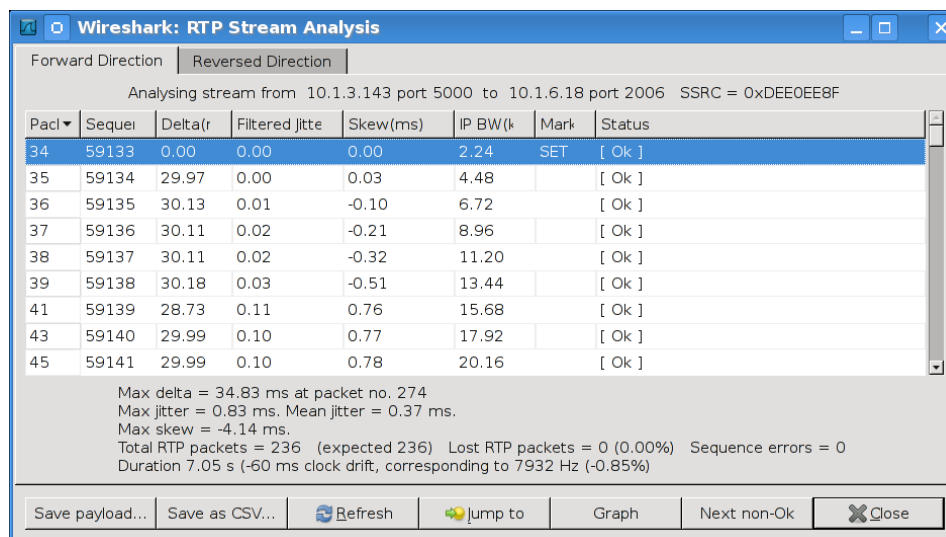 Wireshark: RTP Stream Analysis
Forward Direction Reversed Direction
Analysing stream from 10.1.3.143 port 5000 to 10.1.6.18 port 2006 SSRC = 0xDEE0EE8F
Pacl Sequei Delta(r Filtered Jitte Skew(ms) IP BW(k Mark Status
34 59133 0.00 0.00 0.00 2.24 SET [ Ok ]
35 59134 29.97 0.00 0.03 4.48 [ Ok ]
36 59135 30.13 0.01 -0.10 6.72 [ Ok ]
37 59136 30.11 0.02 -0.21 8.96 [ Ok ]
38 59137 30.11 0.02 -0.32 11.20 [ Ok ]
39 59138 30.18 0.03 -0.51 13.44 [ Ok ]
41 59139 28.73 0.11 0.76 15.68 [ Ok ]
43 59140 29.99 0.10 0.77 17.92 [ Ok ]
45 59141 29.99 0.10 0.78 20.16 [ Ok ]
Max delta = 34.83 ms at packet no. 274
Max jitter = 0.83 ms. Mean jitter = 0.37 ms.
Max skew = -4.14 ms.
Total RTP packets = 236 (expected 236) Lost RTP packets = 0 (0.00%) Sequence errors = 0
Duration 7.05 s (-60 ms clock drift, corresponding to 7932 Hz (-0.85%)
Save payload... Save as CSV... Refresh Jump to Graph Next non-Ok Close